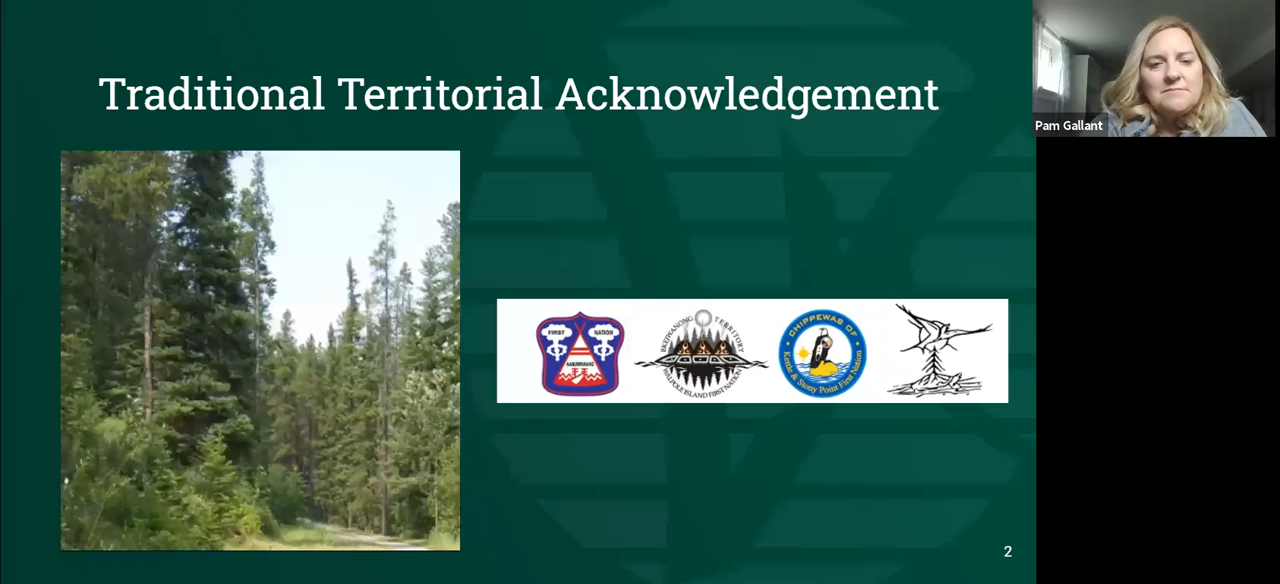 Traditional Territorial Acknowledgement
Pam Gallant
FIRST NATION
AAMJIWNAANG
BKEJWANONG TERRITORY
WALPOLE ISLAND FIRST NATION
CHIPPEWAS OF
Kettle & Stony Point First Nation
2